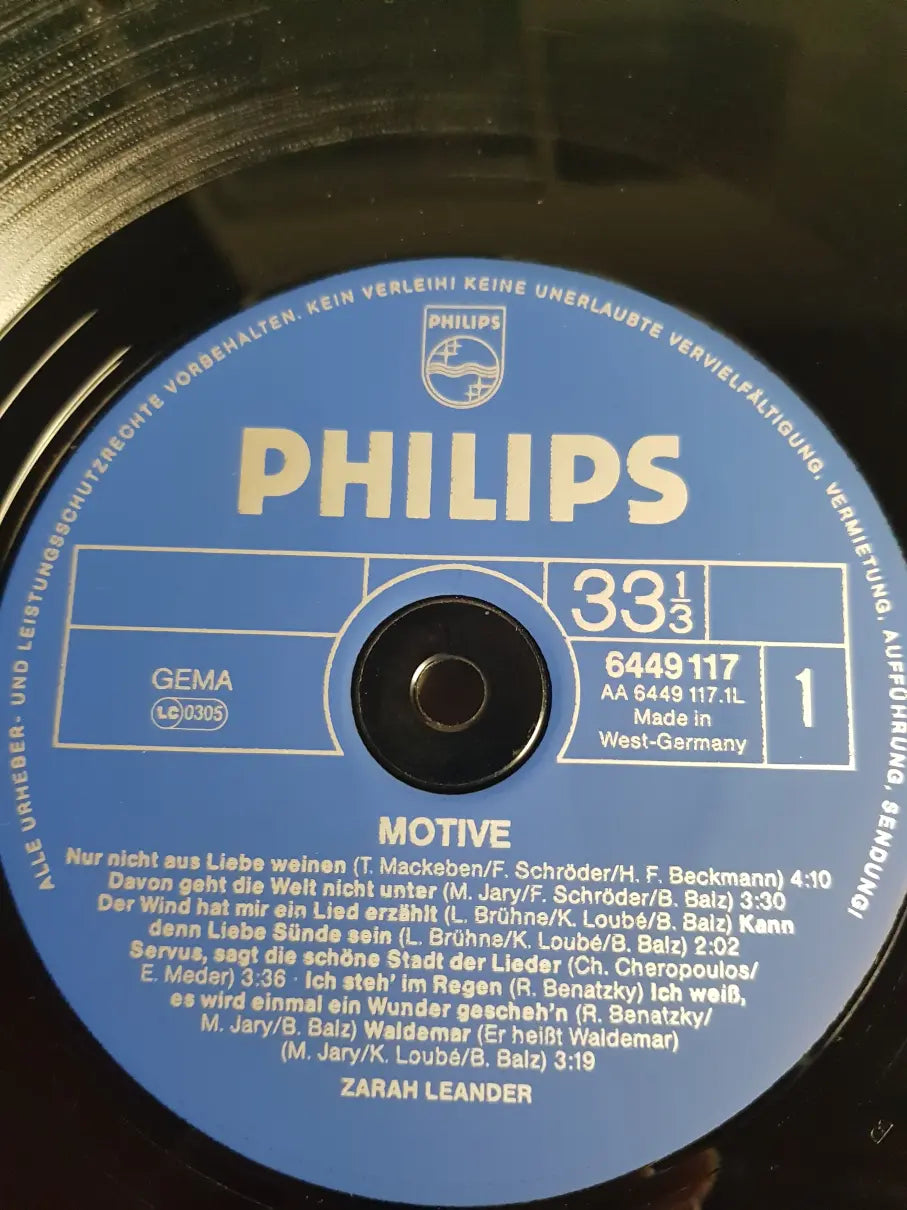 ALLE URHEBER- UND LEISTUNGSSCHUTZRECHTE VORBEHALTEN. KEIN VERLEIH! KEINE UNERLAUBTE VERVIELFÄLTIGUNG, VERMIETUNG, AUFFÜHRUNG, SENDUNG!
PHILIPS
PHILIPS
33 1/3
GEMA
LC 0305
6449 117
AA 6449 117.1L
Made in
West-Germany
1
MOTIVE
Nur nicht aus Liebe weinen (T. Mackeben/F. Schröder/H. F. Beckmann) 4:10
Davon geht die Welt nicht unter (M. Jary/F. Schröder/B. Balz) 3:30
Der Wind hat mir ein Lied erzählt (L. Brühne/K. Loubé/B. Balz) Kann
denn Liebe Sünde sein (L. Brühne/K. Loubé/B. Balz) 2:02
Servus, sagt die schöne Stadt der Lieder (Ch. Cheropoulos/
E. Meder) 3:36 · Ich steh' im Regen (R. Benatzky) Ich weiß,
es wird einmal ein Wunder gescheh'n (R. Benatzky/
M. Jary/B. Balz) Waldemar (Er heißt Waldemar)
(M. Jary/K. Loubé/B. Balz) 3:19
ZARAH LEANDER